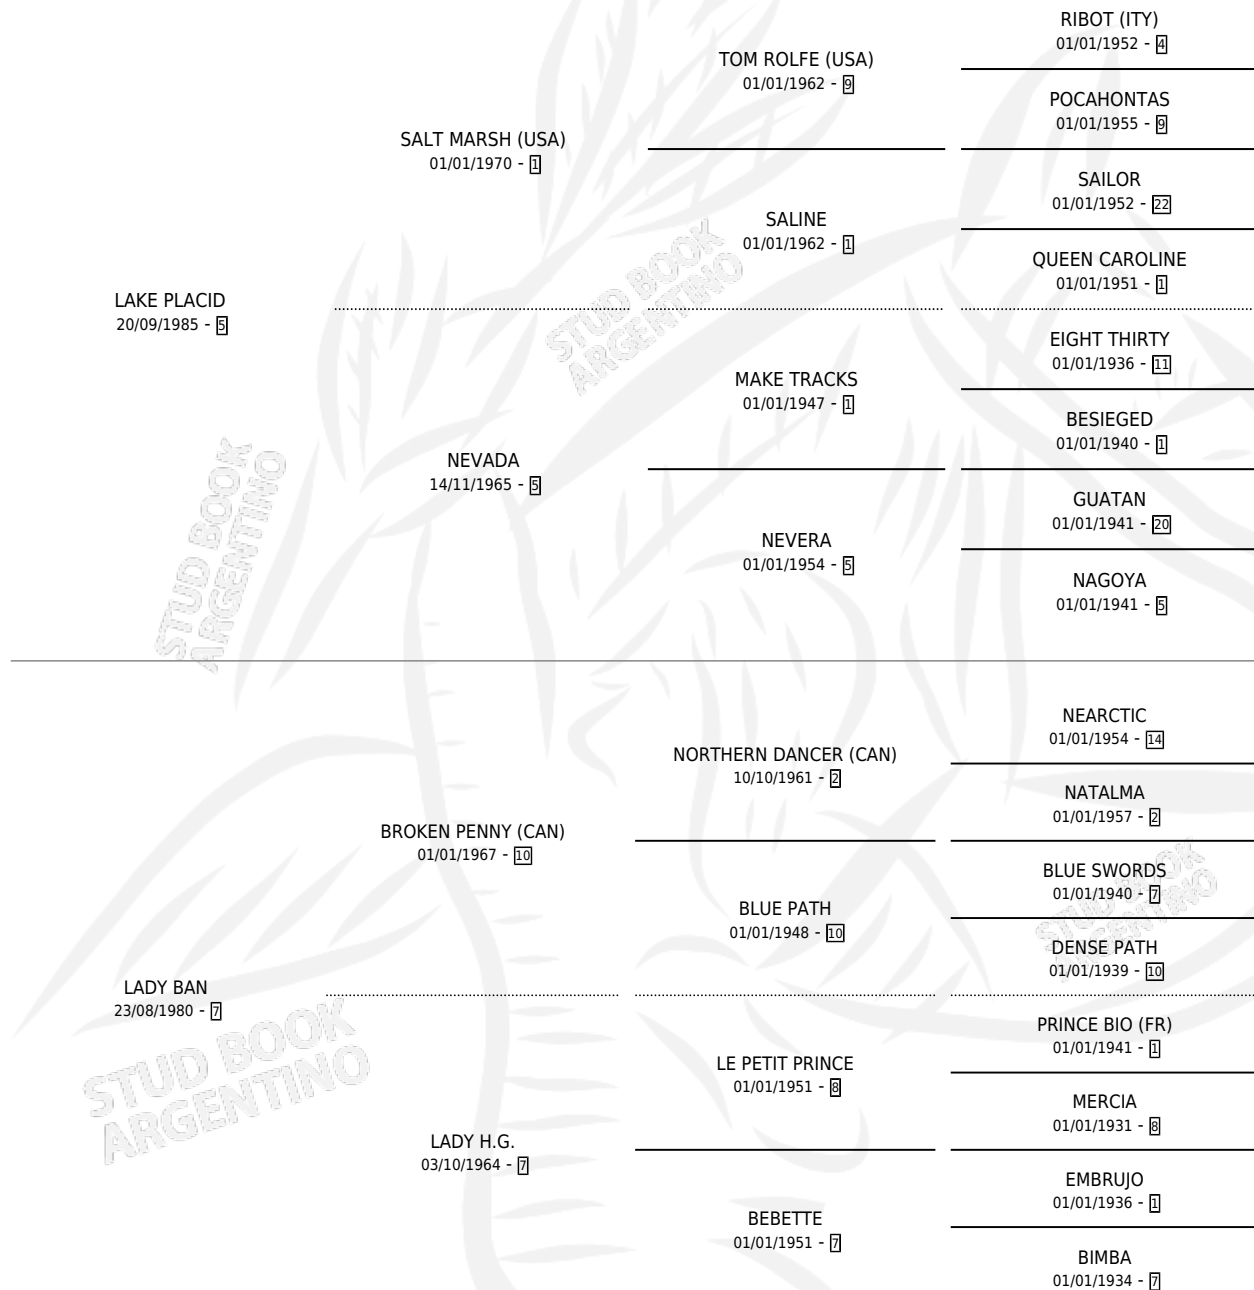 RIBOT (ITY)
01/01/1952 - 4
TOM ROLFE (USA)
01/01/1962 - 9
POCAHONTAS
01/01/1955 - 9
SALT MARSH (USA)
01/01/1970 - 1
SAILOR
01/01/1952 - 22
SALINE
01/01/1962 - 1
QUEEN CAROLINE
01/01/1951 - 1
LAKE PLACID
20/09/1985 - 5
EIGHT THIRTY
01/01/1936 - 11
MAKE TRACKS
01/01/1947 - 1
BESIEGED
01/01/1940 - 1
NEVADA
14/11/1965 - 5
GUATAN
01/01/1941 - 20
NEVERA
01/01/1954 - 5
NAGOYA
01/01/1941 - 5
STUD BOOK
ARGENTINO
STUD BOOK
ARGENTINO
NEARCTIC
01/01/1954 - 14
NORTHERN DANCER (CAN)
10/10/1961 - 2
NATALMA
01/01/1957 - 2
BROKEN PENNY (CAN)
01/01/1967 - 10
BLUE SWORDS
01/01/1940 - 7
BLUE PATH
01/01/1948 - 10
DENSE PATH
01/01/1939 - 10
STUD BOOK
ARGENTINO
LADY BAN
23/08/1980 - 7
PRINCE BIO (FR)
01/01/1941 - 1
LE PETIT PRINCE
01/01/1951 - 8
MERCIA
01/01/1931 - 8
STUD BOOK
ARGENTINO
LADY H.G.
03/10/1964 - 7
EMBRUJO
01/01/1936 - 1
BEBETTE
01/01/1951 - 7
BIMBA
01/01/1934 - 7